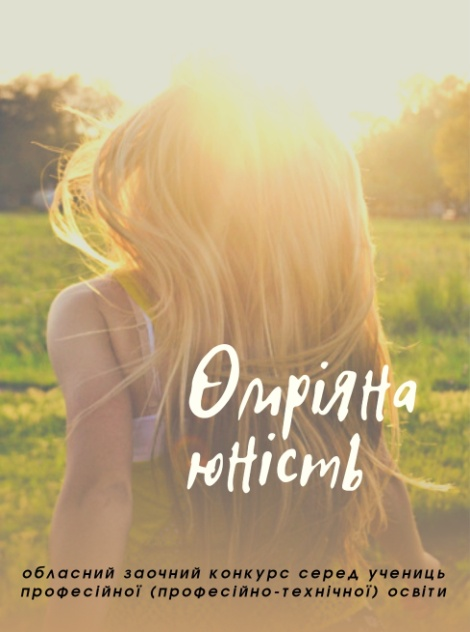 Омріяна
юність
обласний заочний конкурс серед учениць
професійної (професійно-технічної) освіти